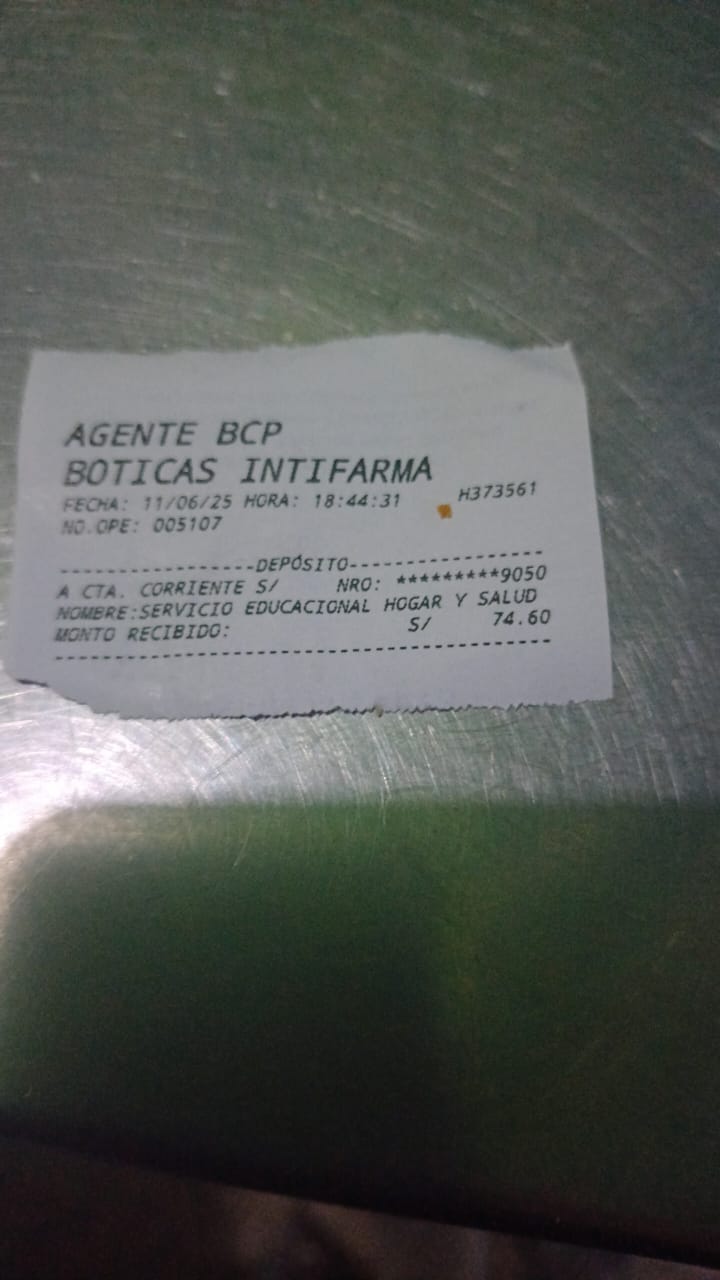 AGENTE BCP
BOTICAS INTIFARMA
FECHA: 11/06/25 HORA: 18:44:31 H373561
NO.OPE: 005107
--------------------DEPÓSITO--------------------
A CTA. CORRIENTE S/ NRO: *********9050
NOMBRE:SERVICIO EDUCACIONAL HOGAR Y SALUD
MONTO RECIBIDO: S/ 74.60